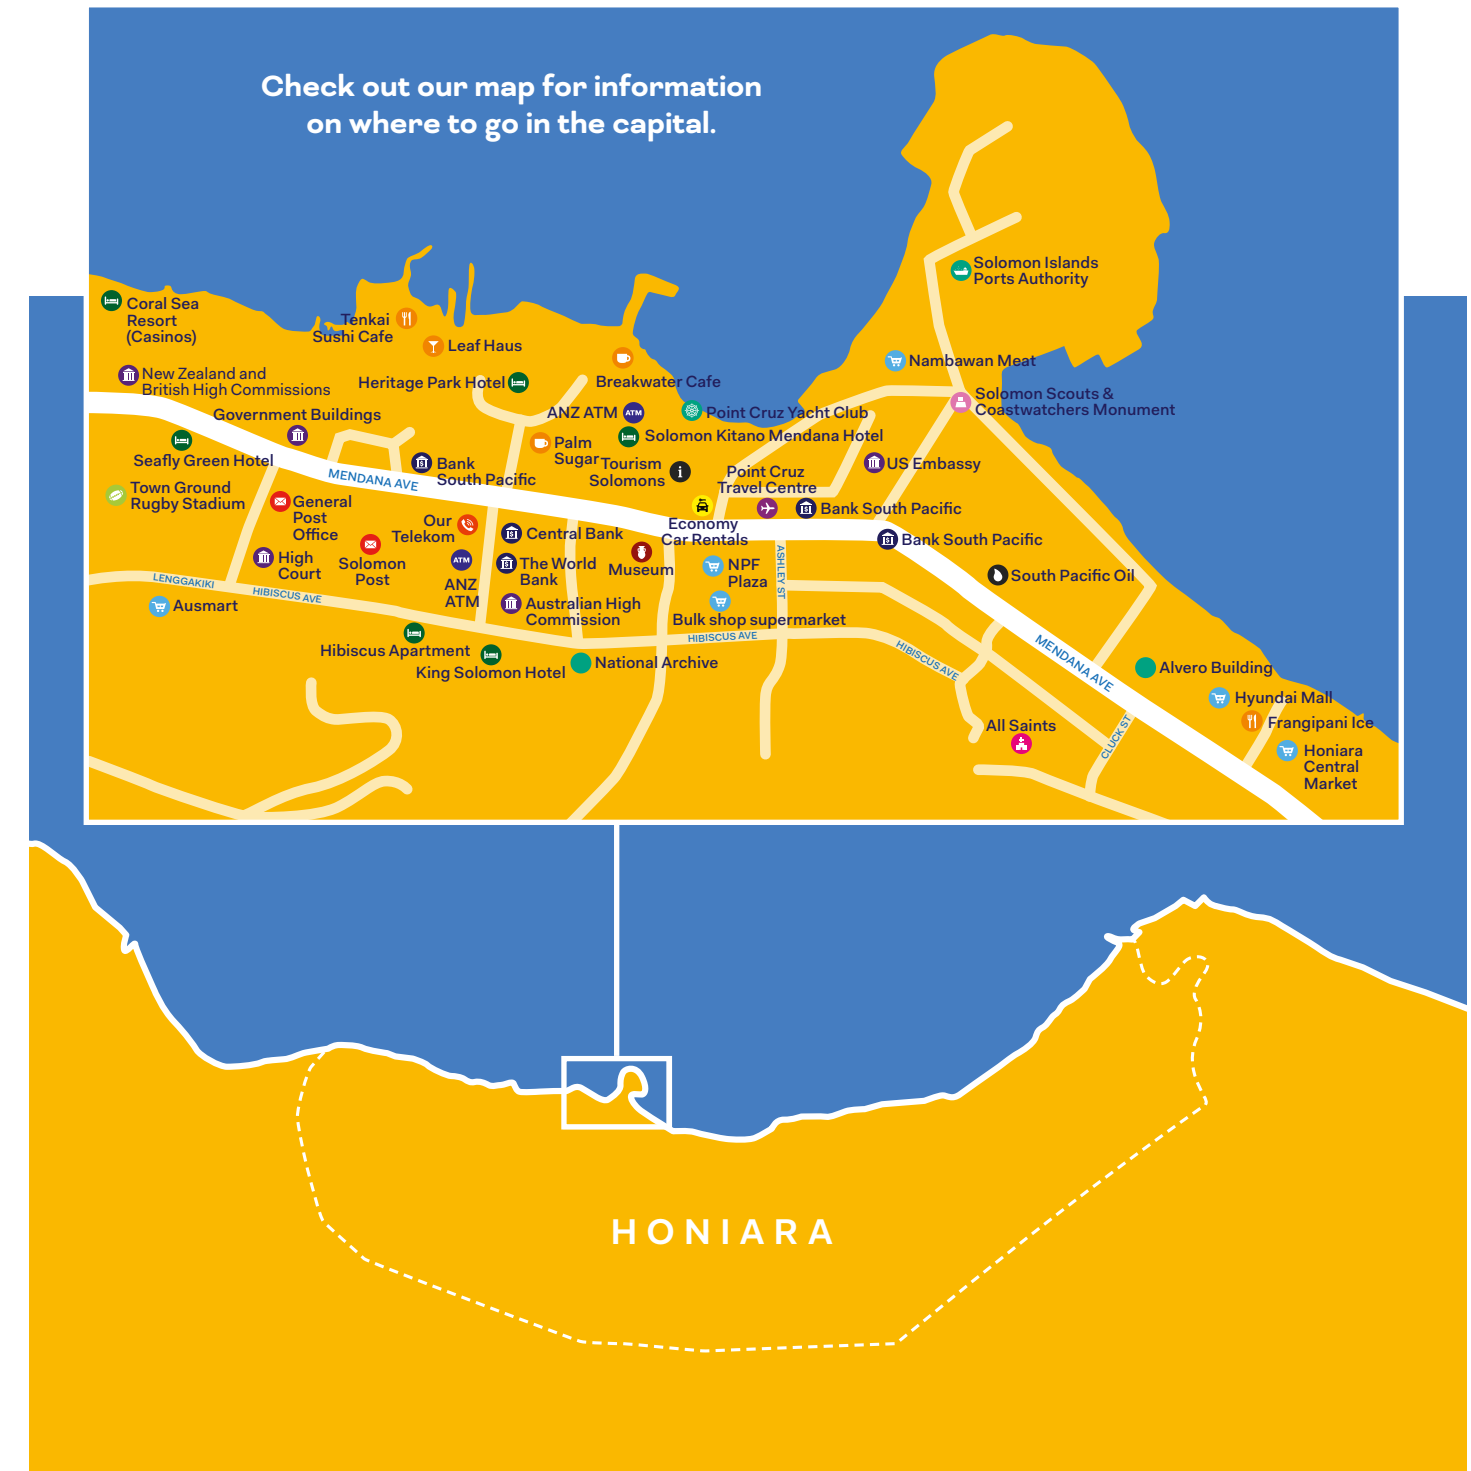 Check out our map for information
on where to go in the capital.
Solomon Islands
Ports Authority
Coral Sea
Resort
(Casinos)
Tenkai
Sushi Cafe
Leaf Haus
Nambawan Meat
New Zealand and
British High Commissions
Heritage Park Hotel
Breakwater Cafe
Solomon Scouts &
Coastwatchers Monument
Government Buildings
ANZ ATM
ATM
Point Cruz Yacht Club
Seafly Green Hotel
Palm
Sugar
Solomon Kitano Mendana Hotel
Bank
South Pacific
MENDANA AVE
Tourism
Solomons
i
Point Cruz
Travel Centre
US Embassy
Town Ground
Rugby Stadium
General
Post
Office
Our
Telekom
Central Bank
Economy
Car Rentals
Bank South Pacific
Bank South Pacific
High
Court
Solomon
Post
ATM
ANZ
ATM
The World
Bank
Museum
NPF
Plaza
ASHLEY ST
South Pacific Oil
LENGGAKIKI
HIBISCUS AVE
Ausmart
Australian High
Commission
Bulk shop supermarket
HIBISCUS AVE
HIBISCUS AVE
MENDANA AVE
Hibiscus Apartment
King Solomon Hotel
National Archive
Alvero Building
Hyundai Mall
Frangipani Ice
All Saints
CLUCK ST
Honiara
Central
Market
HONIARA